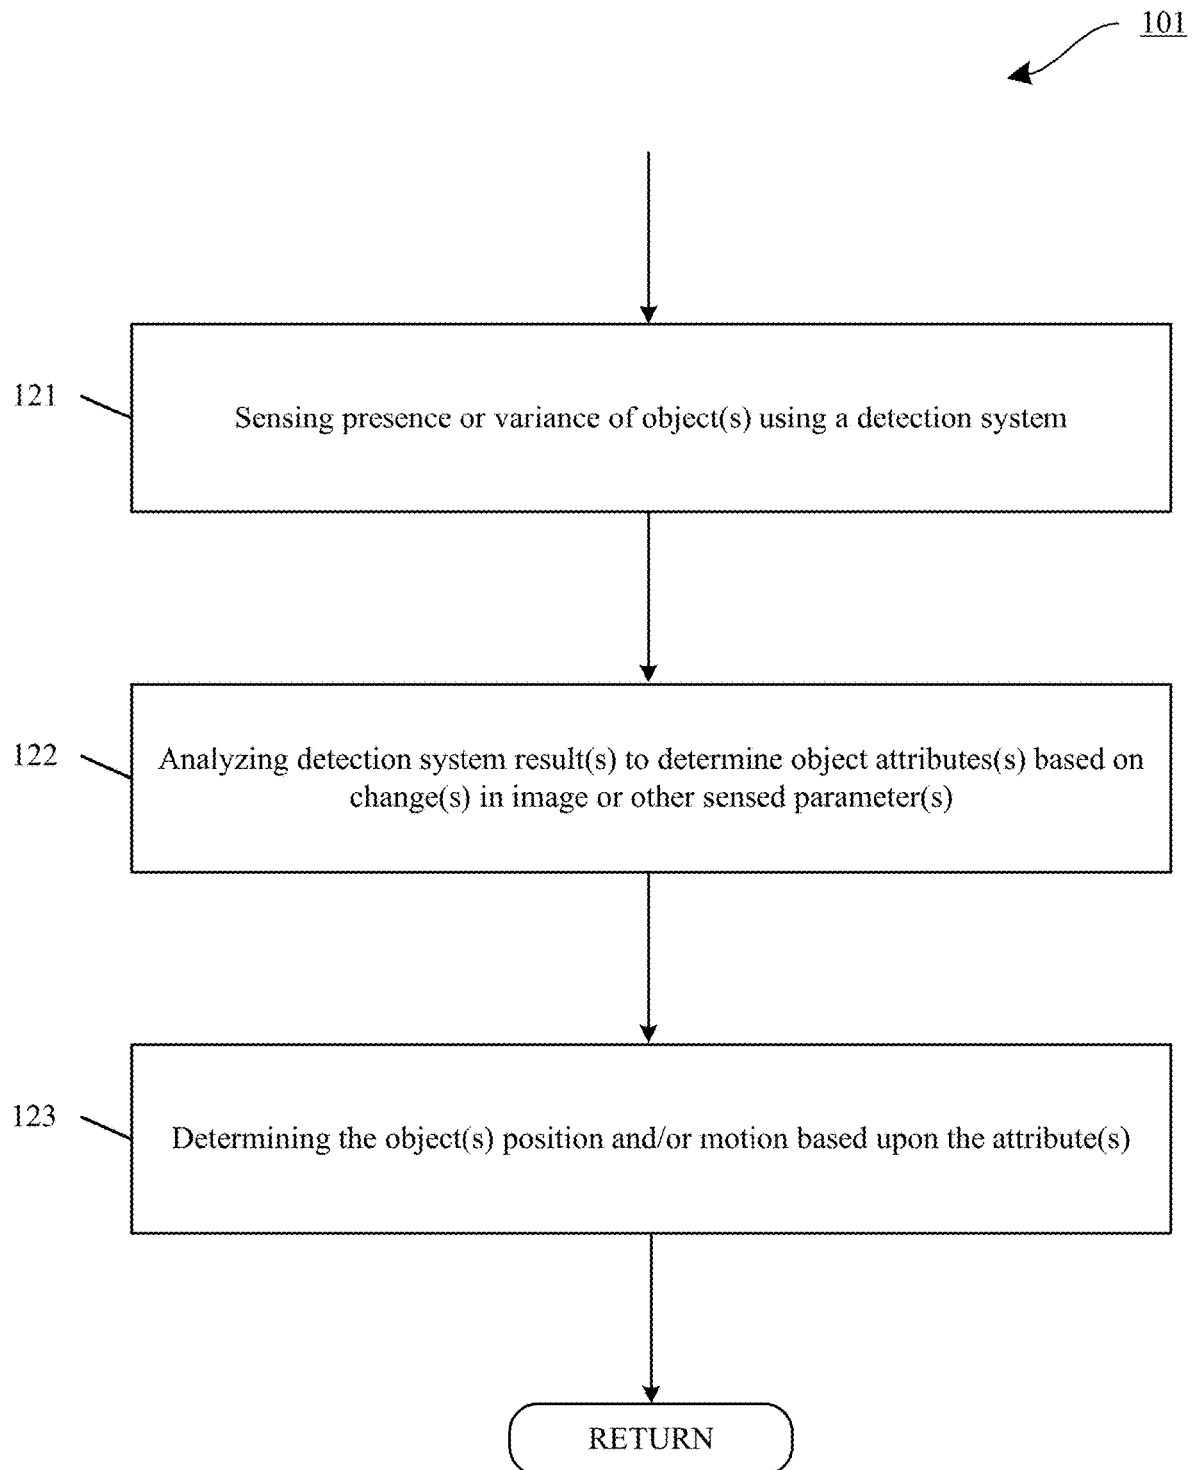 101
121
Sensing presence or variance of object(s) using a detection system
122
Analyzing detection system result(s) to determine object attributes(s) based on
change(s) in image or other sensed parameter(s)
123
Determining the object(s) position and/or motion based upon the attribute(s)
RETURN